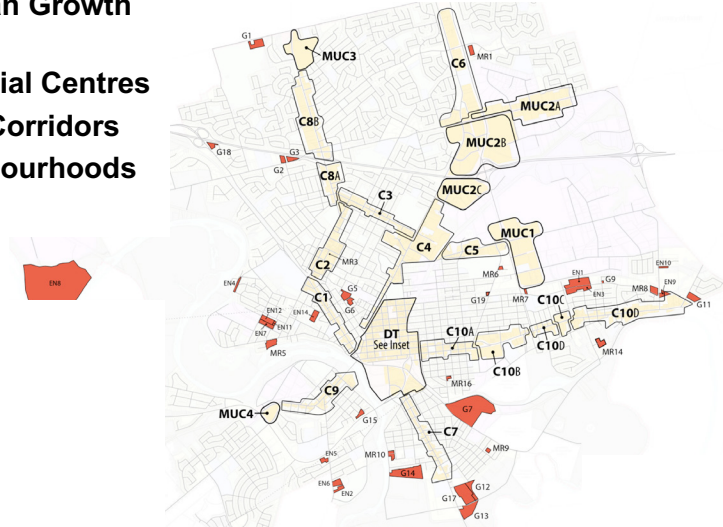 an Growth
ial Centres
Corridors
ourhoods
G1
MUC3
MR1
C6
MUC2A
C8B
MUC2B
G18
G3
G2
C8A
C3
MUC2C
C4
MUC1
C5
C2
MR3
MR6
EN10
EN1
G9
EN8
EN4
G5
C1
G6
G19
MR7
EN3
MR8
EN9
G11
C10C
C10D
EN12
EN14
EN7
EN11
DT
See Inset
C10A
C10D
MR5
C10B
MR14
C9
MR16
MUC4
G15
G7
C7
EN5
MR10
MR9
G14
EN6
EN2
G12
G17
G13